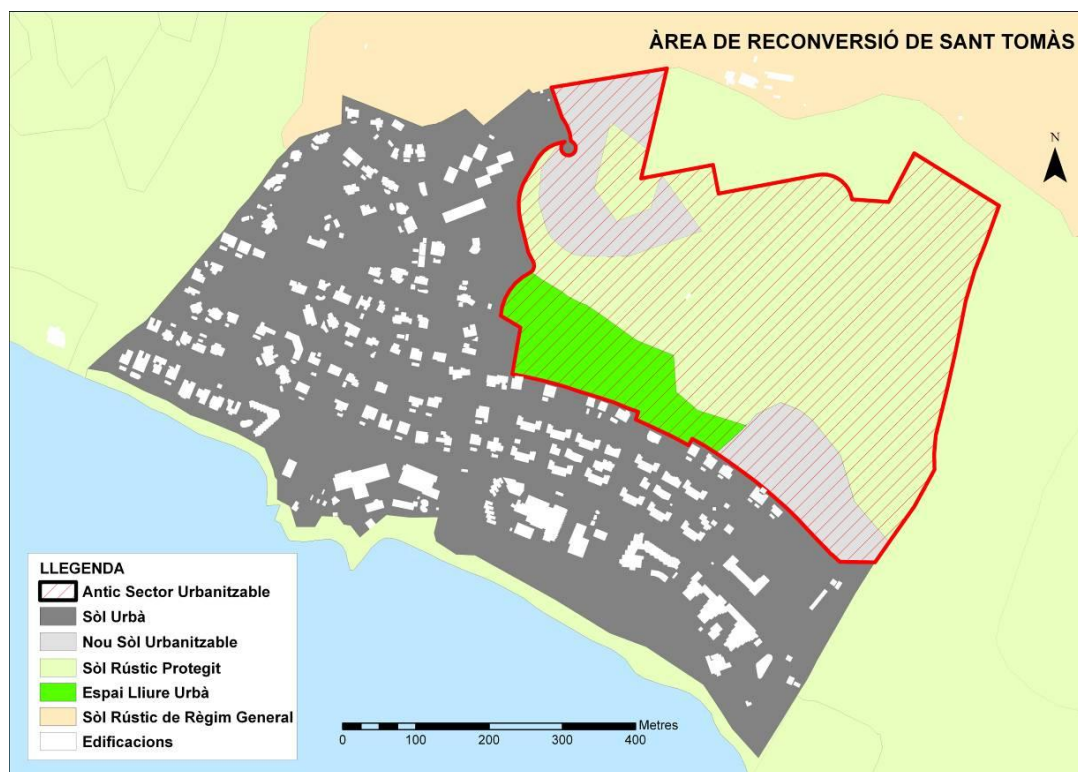 ÀREA DE RECONVERSIÓ DE SANT TOMÀS
N
LLEGENDA
Antic Sector Urbanitzable
Sòl Urbà
Nou Sòl Urbanitzable
Sòl Rústic Protegit
Espai Lliure Urbà
Sòl Rústic de Règim General
Edificacions
Metres
0 100 200 300 400